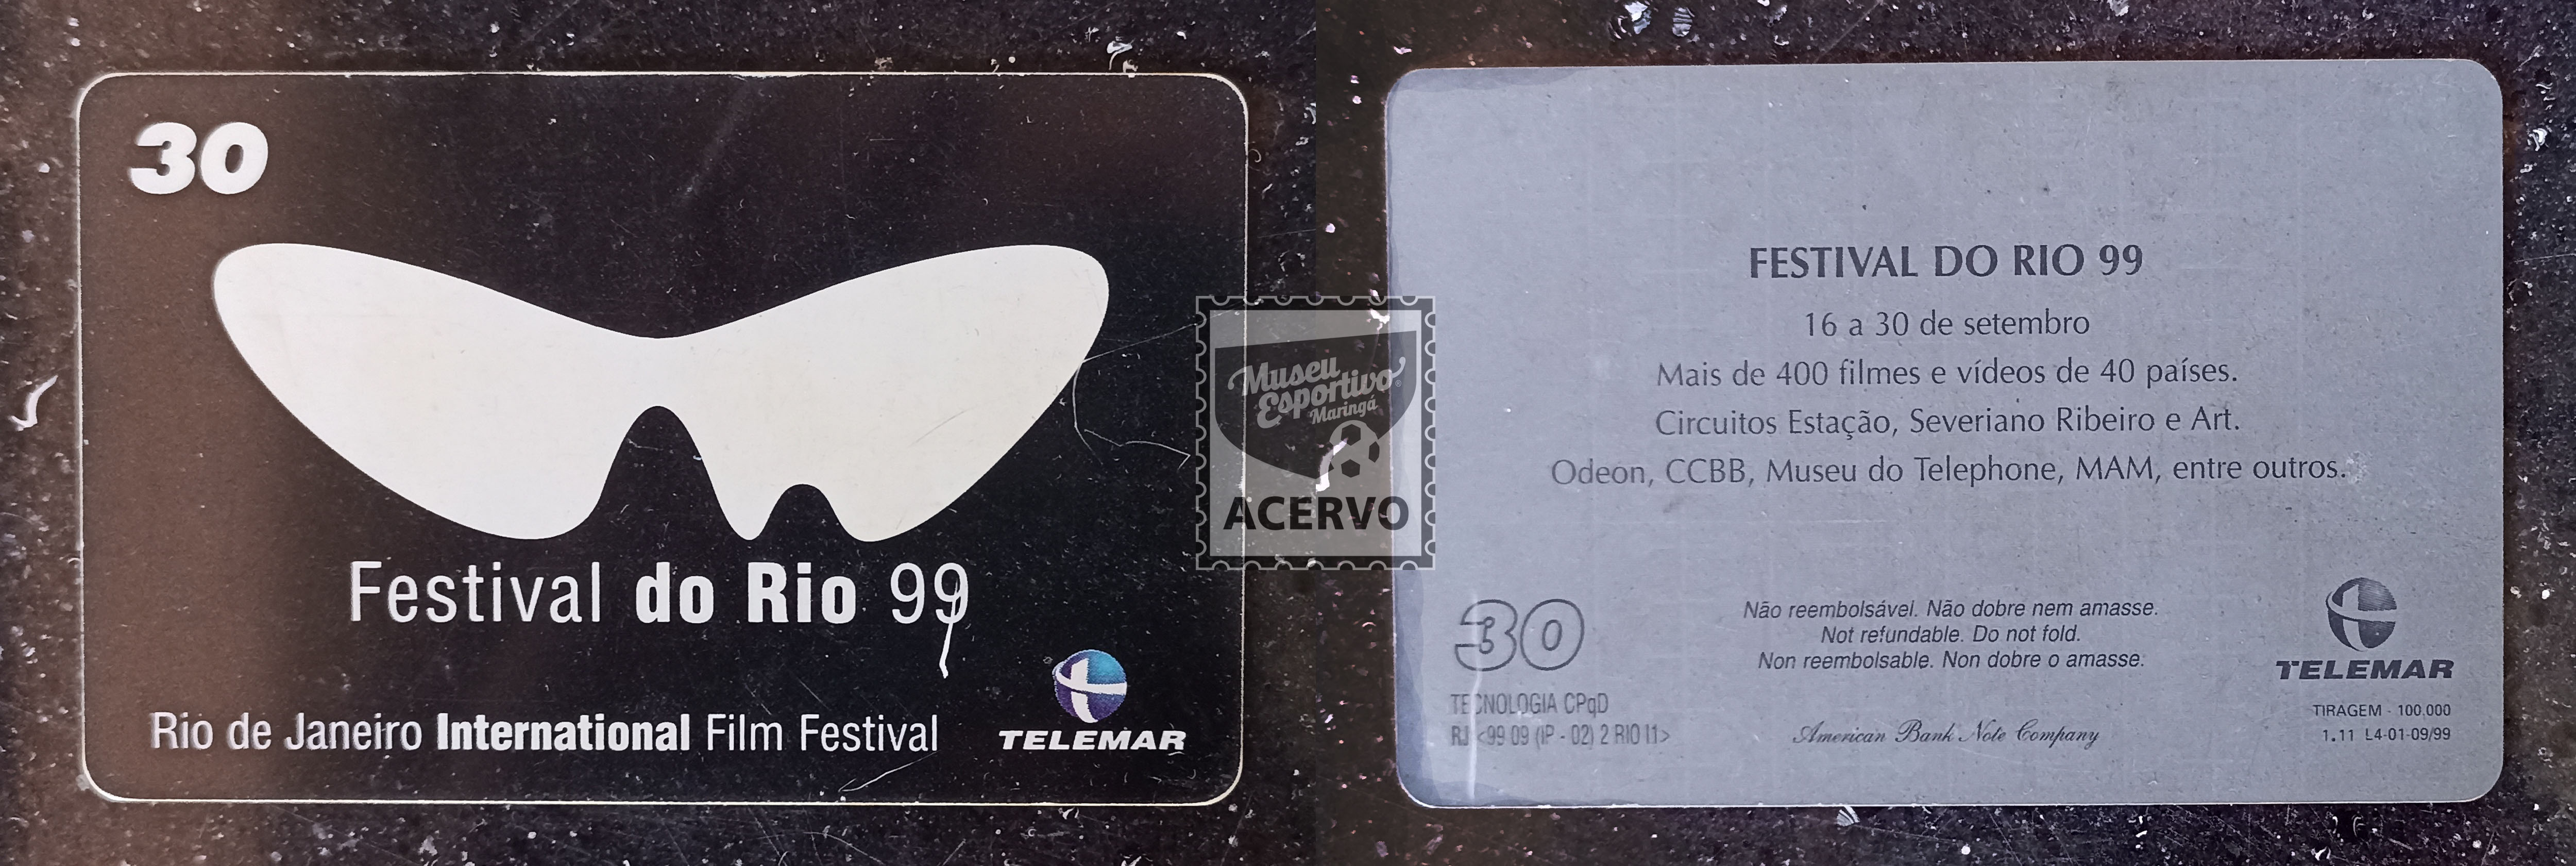 30
Festival do Rio 99
Rio de Janeiro International Film Festival
TELEMAR
Museu
Esportivo
Maringá
ACERVO
FESTIVAL DO RIO 99
16 a 30 de setembro
Mais de 400 filmes e vídeos de 40 países.
Circuitos Estação, Severiano Ribeiro e Art.
Odeon, CCBB, Museu do Telephone, MAM, entre outros.
30
Não reembolsável. Não dobre nem amasse.
Not refundable. Do not fold.
Non reembolsable. Non dobre o amasse.
TELEMAR
TECNOLOGIA CPqD
RJ <99 09 (IP - 02) 2 RIO I1>
American Bank Note Company
TIRAGEM - 100.000
1.11 L4-01-09/99